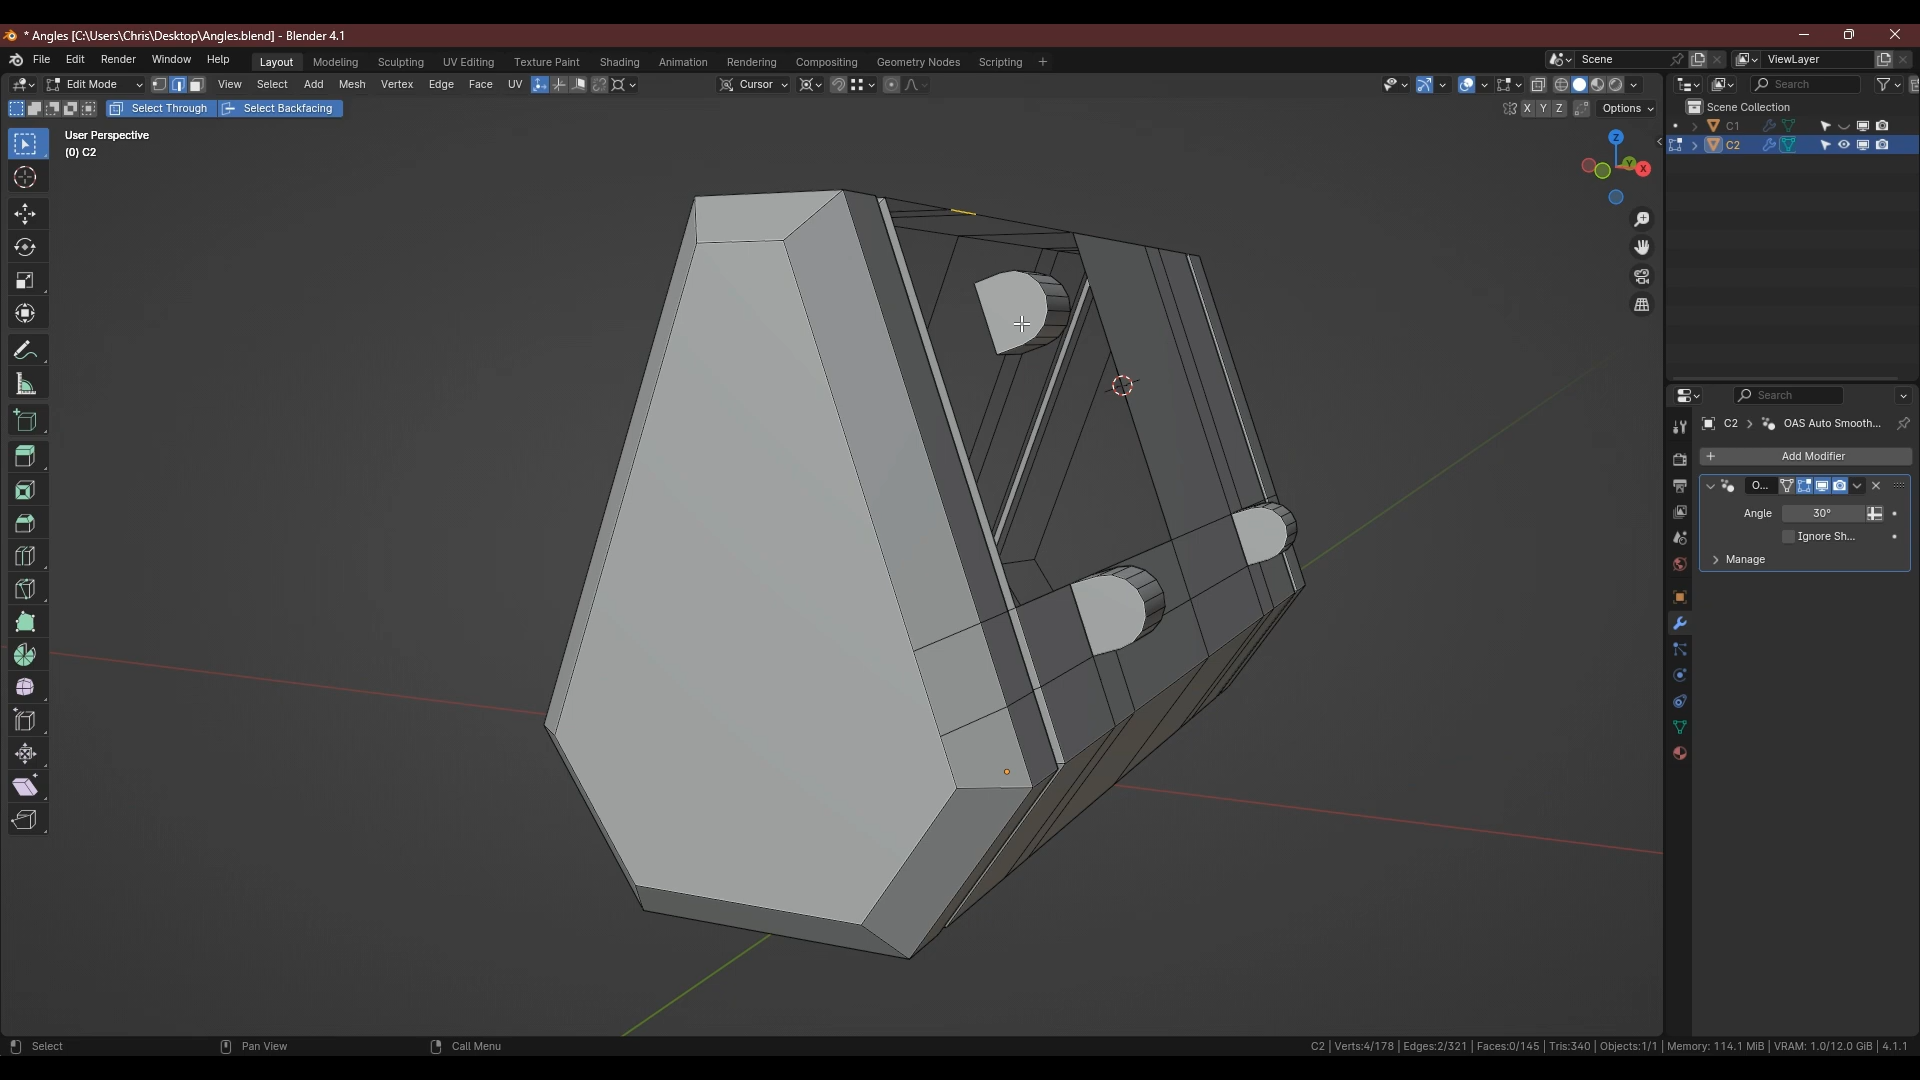 * Angles [C:\Users\Chris\Desktop\Angles.blend] - Blender 4.1
File Edit Render Window Help Layout Modeling Sculpting UV Editing Texture Paint Shading Animation Rendering Compositing Geometry Nodes Scripting + Scene ViewLayer
Edit Mode View Select Add Mesh Vertex Edge Face UV Cursor Search
Select Through Select Backfacing X Y Z Options Scene Collection
C1
User Perspective
C2
(0) C2
Z
Y
X
Search
C2 > OAS Auto Smooth...
+ Add Modifier
O...
Angle 30°
Ignore Sh...
Manage
Select Pan View Call Menu C2 | Verts:4/178 | Edges:2/321 | Faces:0/145 | Tris:340 | Objects:1/1 | Memory: 114.1 MiB | VRAM: 1.0/12.0 GiB | 4.1.1